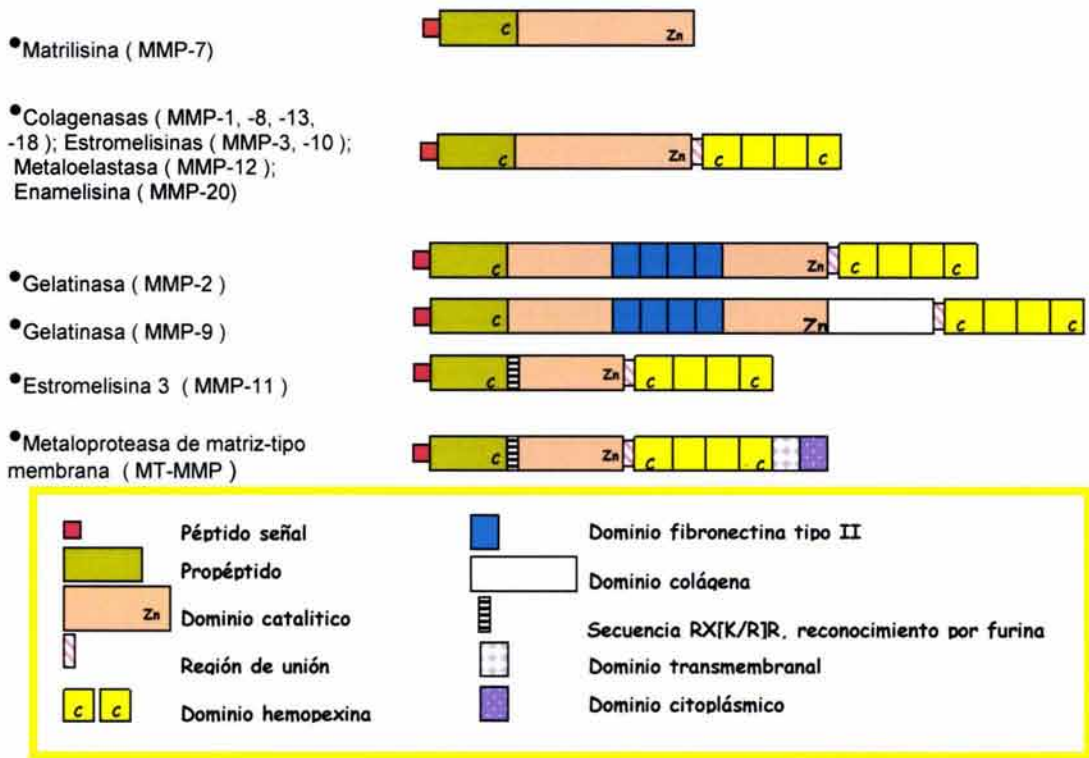 C
Zn
●Matrilisina ( MMP-7)
●Colagenasas ( MMP-1, -8, -13,
-18 ); Estromelisinas ( MMP-3, -10 );
Metaloelastasa ( MMP-12 );
Enamelisina ( MMP-20)
C
Zn
C
C
●Gelatinasa ( MMP-2 )
C
Zn
C
C
●Gelatinasa ( MMP-9)
C
Zn
C
C
●Estromelisina 3 ( MMP-11 )
C
Zn
C
C
●Metaloproteasa de matriz-tipo
membrana ( MT-MMP )
C
Zn
C
C
Péptido señal
Propéptido
Zn
Dominio catalitico
Región de unión
C C
Dominio hemopexina
Dominio fibronectina tipo II
Dominio colágena
Secuencia RX[K/R]R, reconocimiento por furina
Dominio transmembranal
Dominio citoplásmico